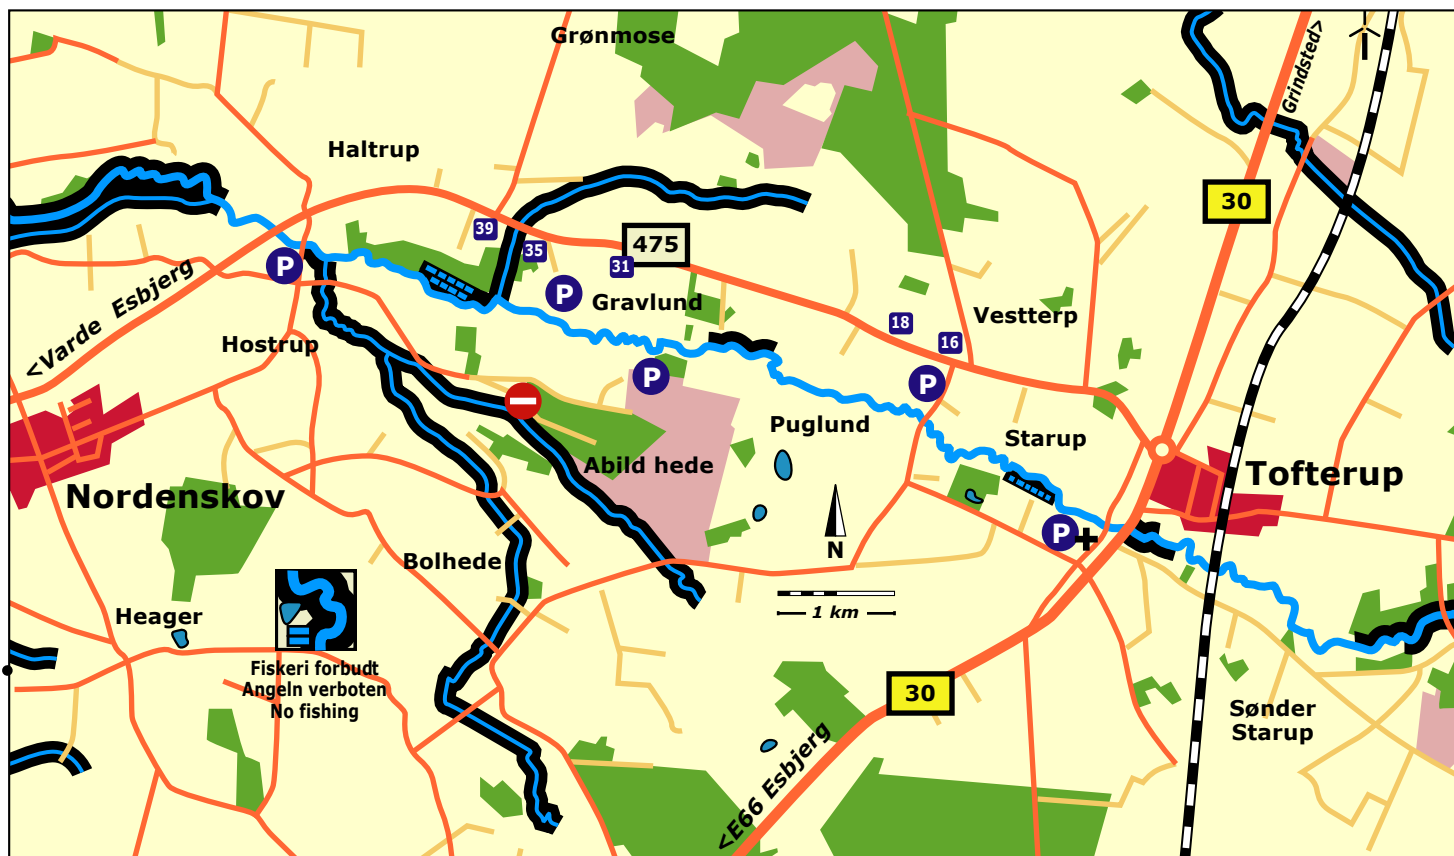 Grønmose
Grindsted>
Haltrup
30
39
35
475
31
P
P
<Varde Esbjerg
Gravlund
Vestterp
18
16
Hostrup
P
P
Puglund
Starup
Abild hede
Tofterup
Nordenskov
P+
N
Bolhede
1 km
Heager
Fiskeri forbudt
Angeln verboten
No fishing
30
Sønder
Starup
<E66 Esbjerg